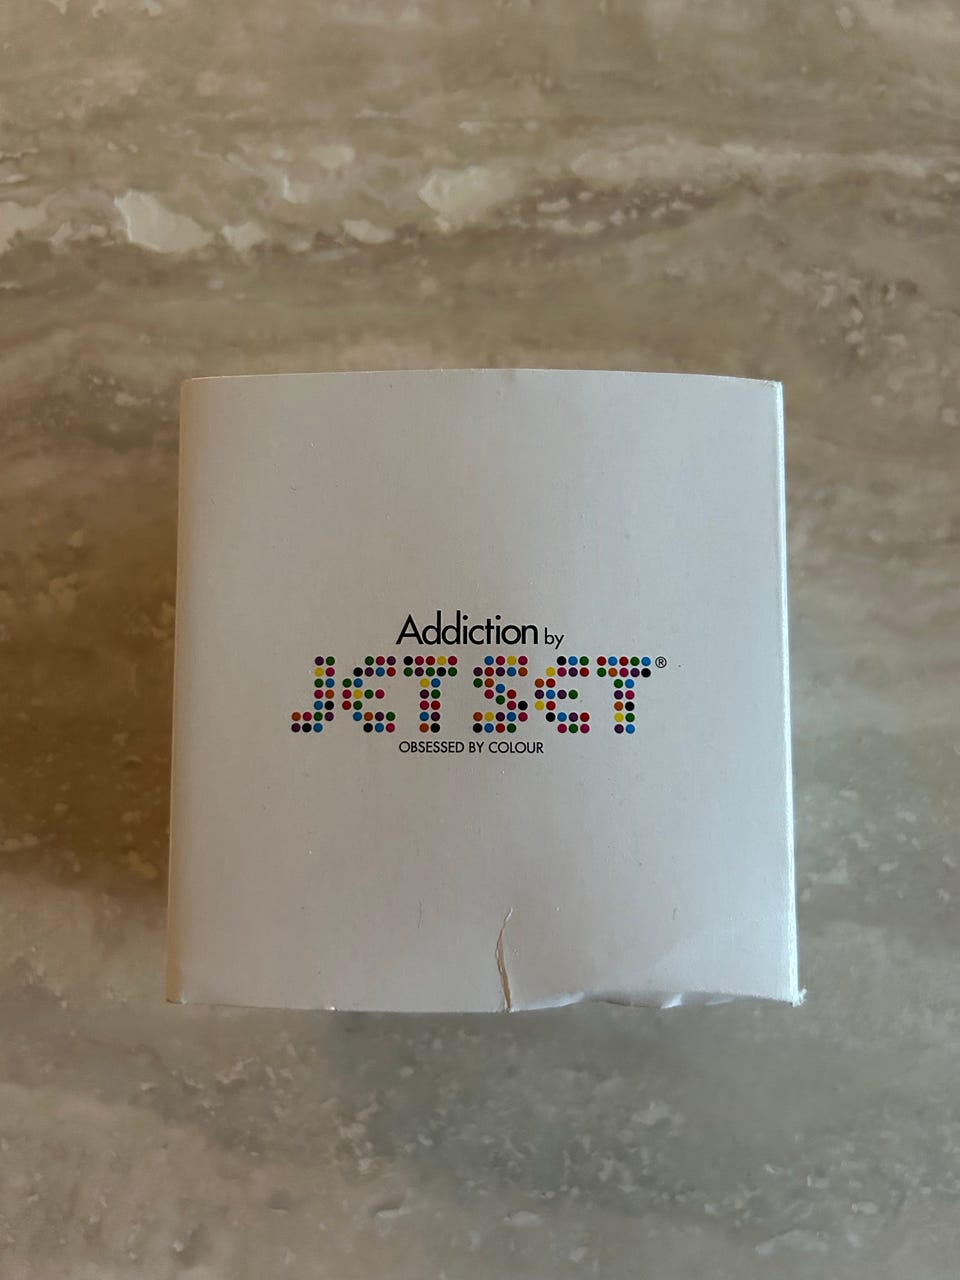 Addiction by
JET SET®
OBSESSED BY COLOUR